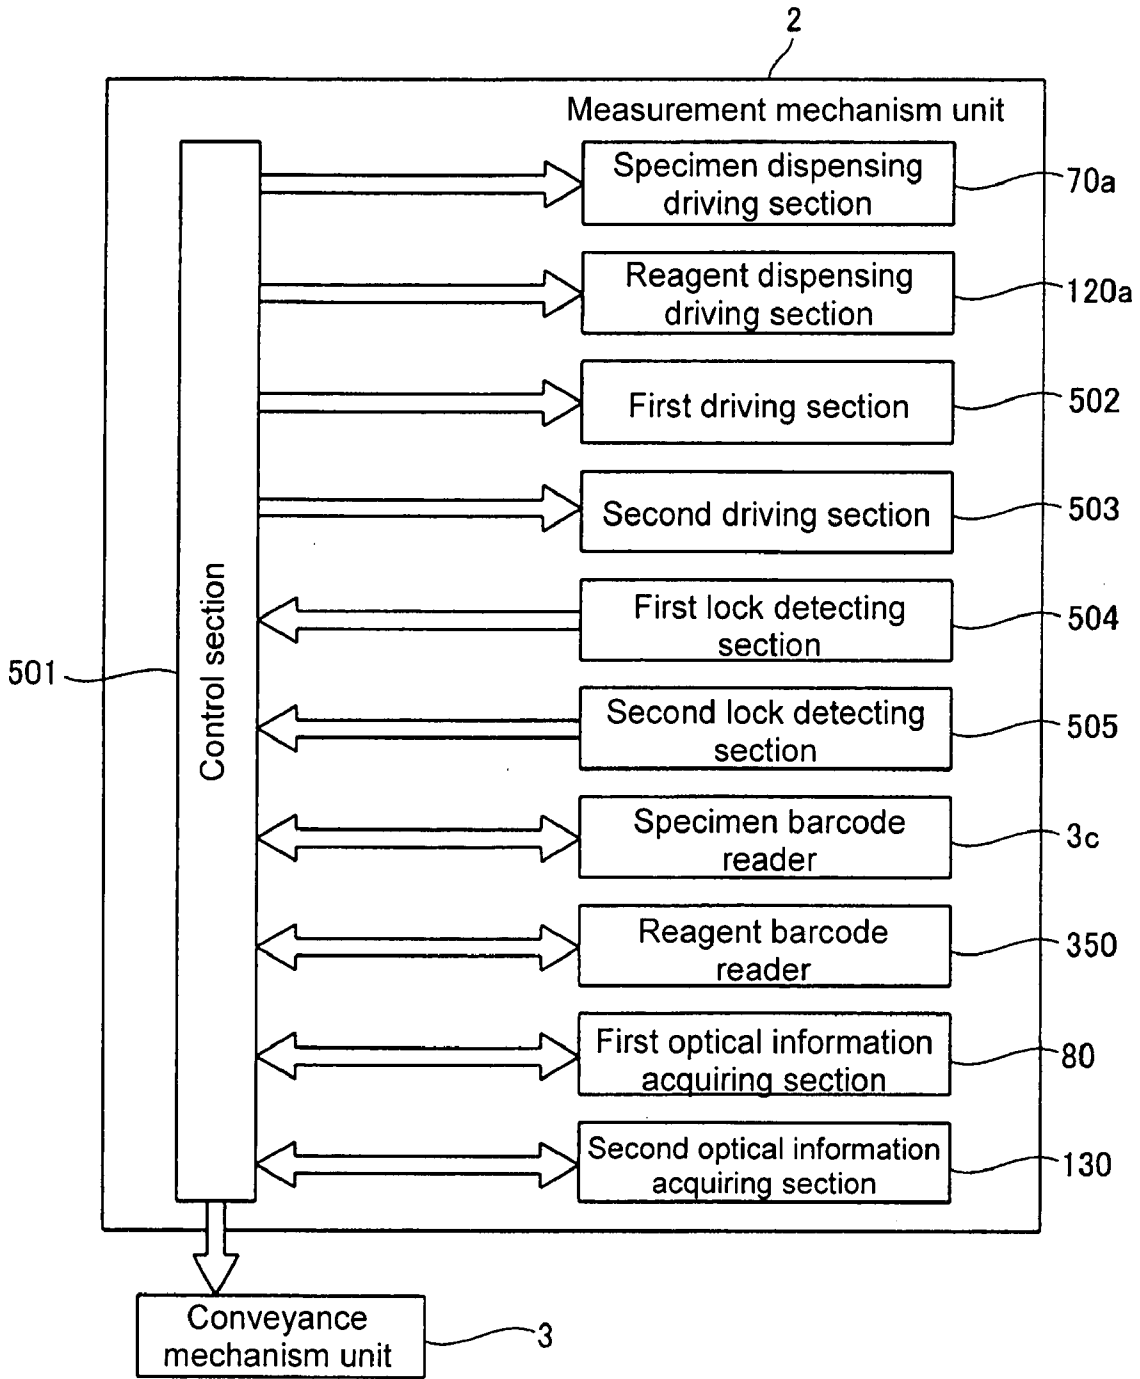 2
Measurement mechanism unit
Specimen dispensing
driving section
70a
Reagent dispensing
driving section
120a
First driving section
502
Second driving section
503
First lock detecting
section
504
501
Control section
Second lock detecting
section
505
Specimen barcode
reader
3c
Reagent barcode
reader
350
First optical information
acquiring section
80
Second optical information
acquiring section
130
Conveyance
mechanism unit
3